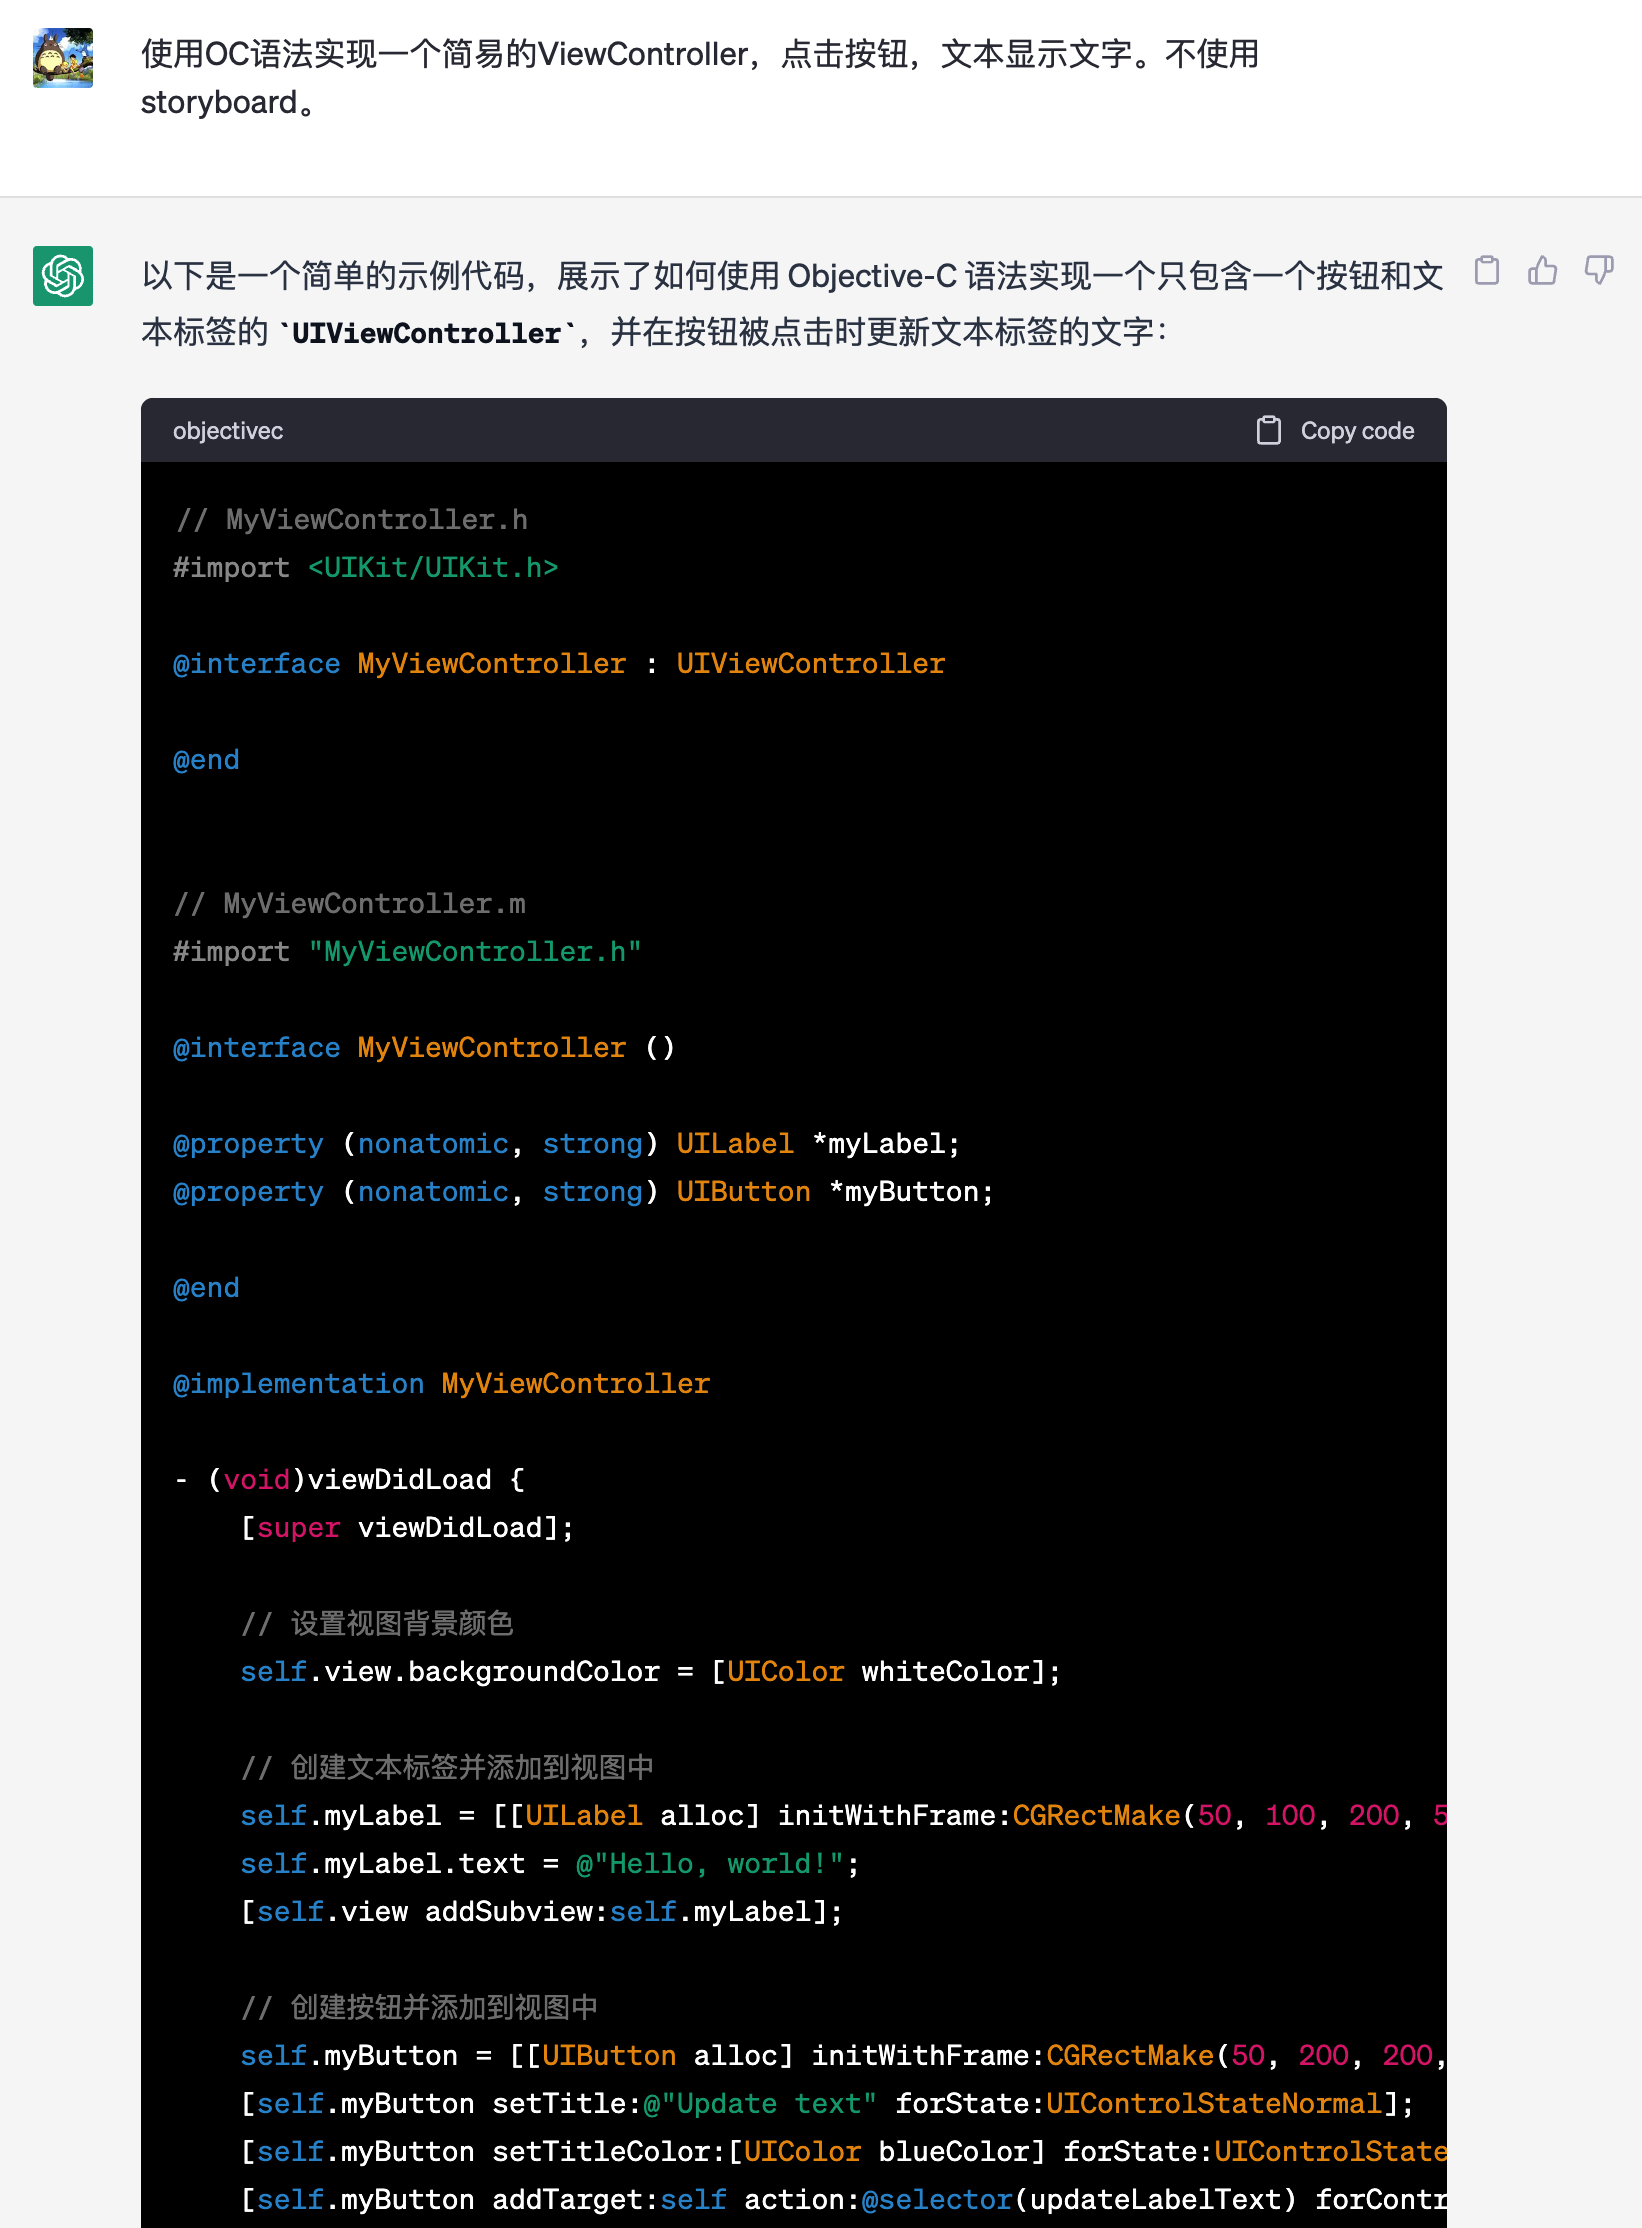 使用OC语法实现一个简易的ViewController，点击按钮，文本显示文字。不使用
storyboard。
以下是一个简单的示例代码，展示了如何使用 Objective-C 语法实现一个只包含一个按钮和文
本标签的 `UIViewController`，并在按钮被点击时更新文本标签的文字：
objectivec
Copy code
// MyViewController.h
#import <UIKit/UIKit.h>
@interface MyViewController : UIViewController
@end
// MyViewController.m
#import "MyViewController.h"
@interface MyViewController ()
@property (nonatomic, strong) UILabel *myLabel;
@property (nonatomic, strong) UIButton *myButton;
@end
@implementation MyViewController
- (void)viewDidLoad {
[super viewDidLoad];
// 设置视图背景颜色
self.view.backgroundColor = [UIColor whiteColor];
// 创建文本标签并添加到视图中
self.myLabel = [[UILabel alloc] initWithFrame:CGRectMake(50, 100, 200, 5
self.myLabel.text = @"Hello, world!";
[self.view addSubview:self.myLabel];
// 创建按钮并添加到视图中
self.myButton = [[UIButton alloc] initWithFrame:CGRectMake(50, 200, 200,
[self.myButton setTitle:@"Update text" forState:UIControlStateNormal];
[self.myButton setTitleColor:[UIColor blueColor] forState:UIControlState
[self.myButton addTarget:self action:@selector(updateLabelText) forContr